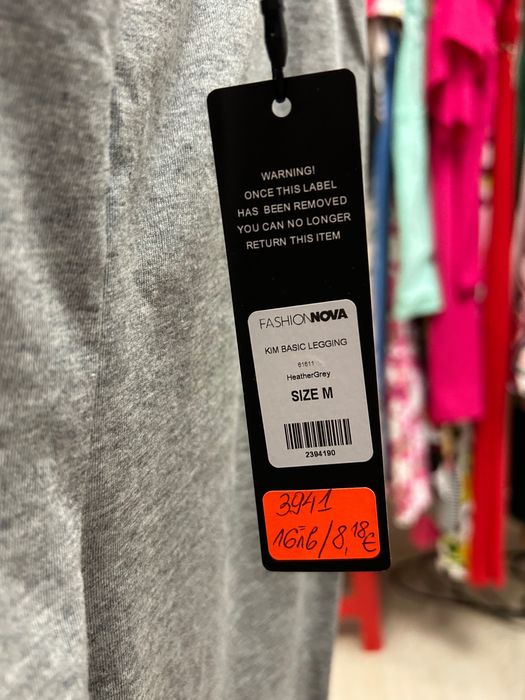 WARNING!
ONCE THIS LABEL
HAS BEEN REMOVED
YOU CAN NO LONGER
RETURN THIS ITEM
FASHIONNOVA
KIM BASIC LEGGING
61611
HeatherGrey
SIZE M
2394190
3941
16лв/8,18€